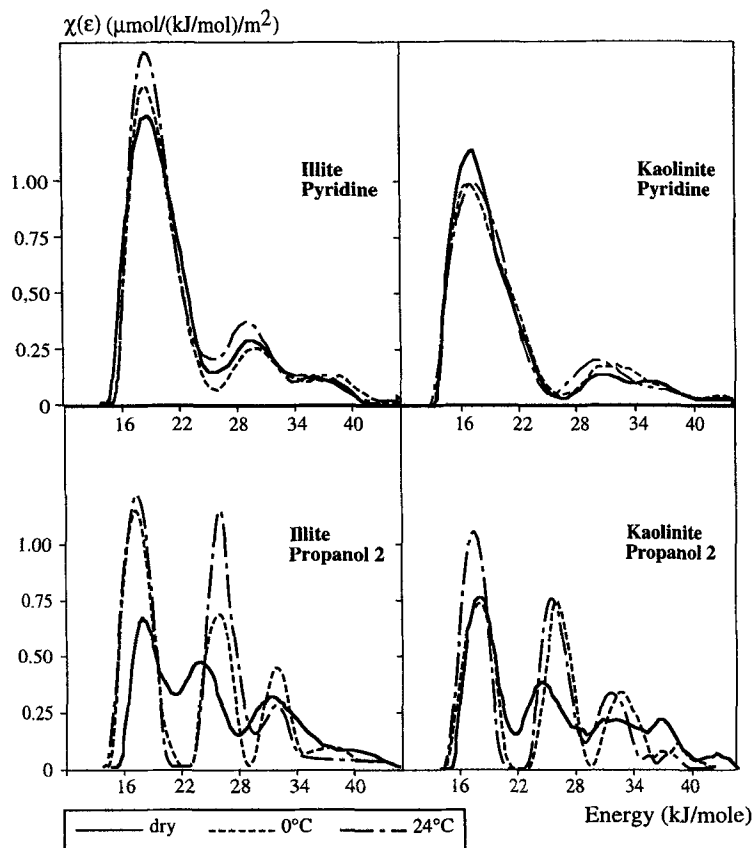 χ(ε) (μmol/(kJ/mol)/m²)
Illite
Pyridine
Kaolinite
Pyridine
1.00
0.75
0.50
0.25
0
16 22 28 34 40
16 22 28 34 40
Illite
Propanol 2
Kaolinite
Propanol 2
1.00
0.75
0.50
0.25
0
16 22 28 34 40
16 22 28 34 40
Energy (kJ/mole)
dry 0°C 24°C